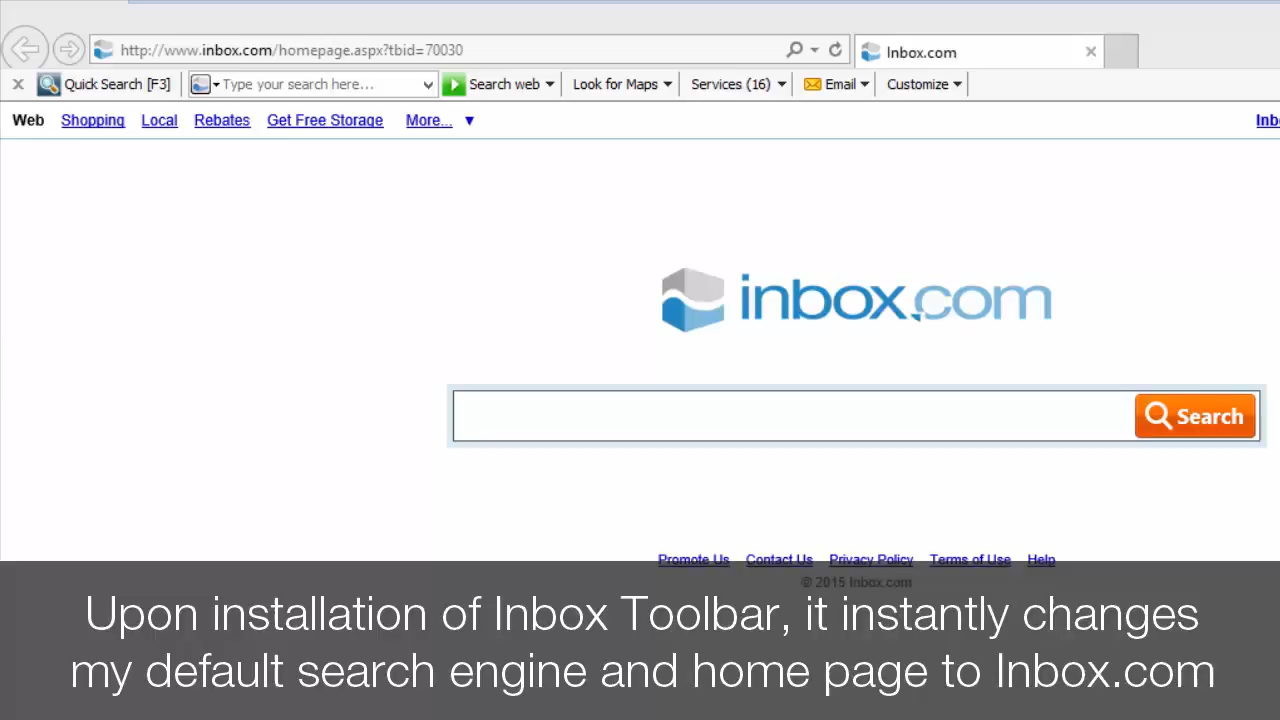 http://www.inbox.com/homepage.aspx?tbid=70030
Inbox.com
Quick Search [F3] Type your search here... Search web Look for Maps Services (16) Email Customize
Web Shopping Local Rebates Get Free Storage More...
inbox.com
Search
Promote Us Contact Us Privacy Policy Terms of Use Help
© 2015 Inbox.com
Upon installation of Inbox Toolbar, it instantly changes
my default search engine and home page to Inbox.com